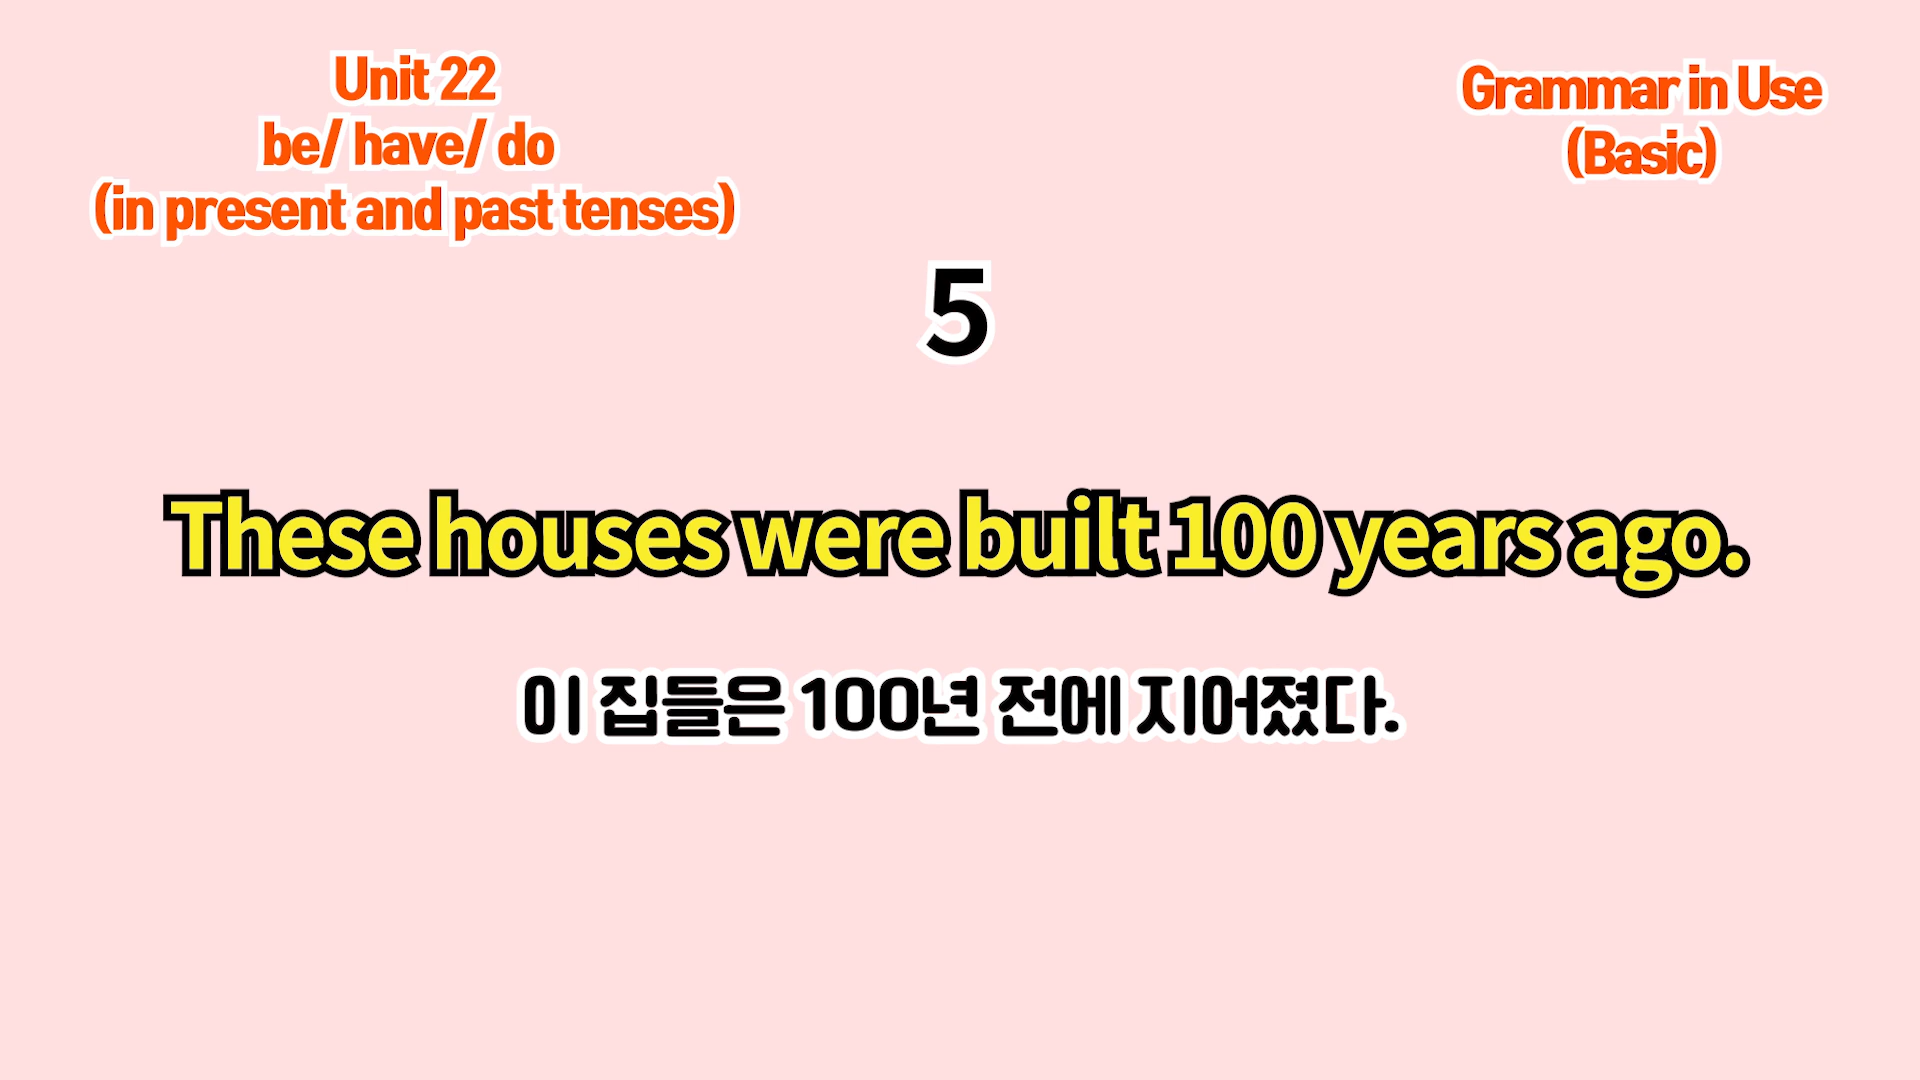 Unit 22
be/ have/ do
(in present and past tenses)
Grammar in Use
(Basic)
5
These houses were built 100 years ago.
이 집들은 100년 전에 지어졌다.